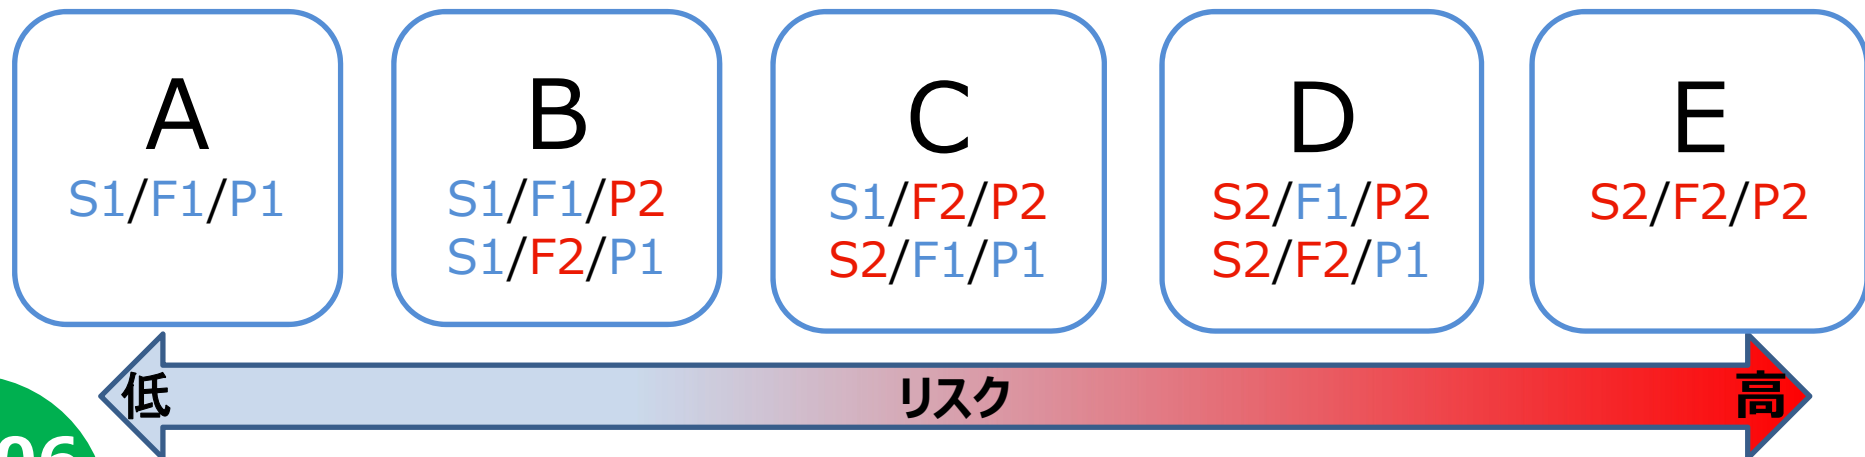 A
S1/F1/P1
B
S1/F1/P2
S1/F2/P1
C
S1/F2/P2
S2/F1/P1
D
S2/F1/P2
S2/F2/P1
E
S2/F2/P2
低 リスク 高